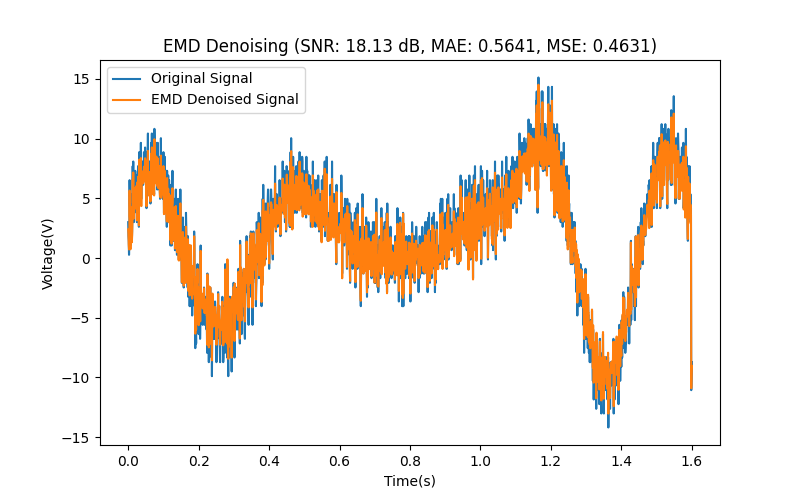 EMD Denoising (SNR: 18.13 dB, MAE: 0.5641, MSE: 0.4631)
Original Signal
EMD Denoised Signal
15
10
5
0
−5
−10
−15
Voltage(V)
0.0 0.2 0.4 0.6 0.8 1.0 1.2 1.4 1.6
Time(s)